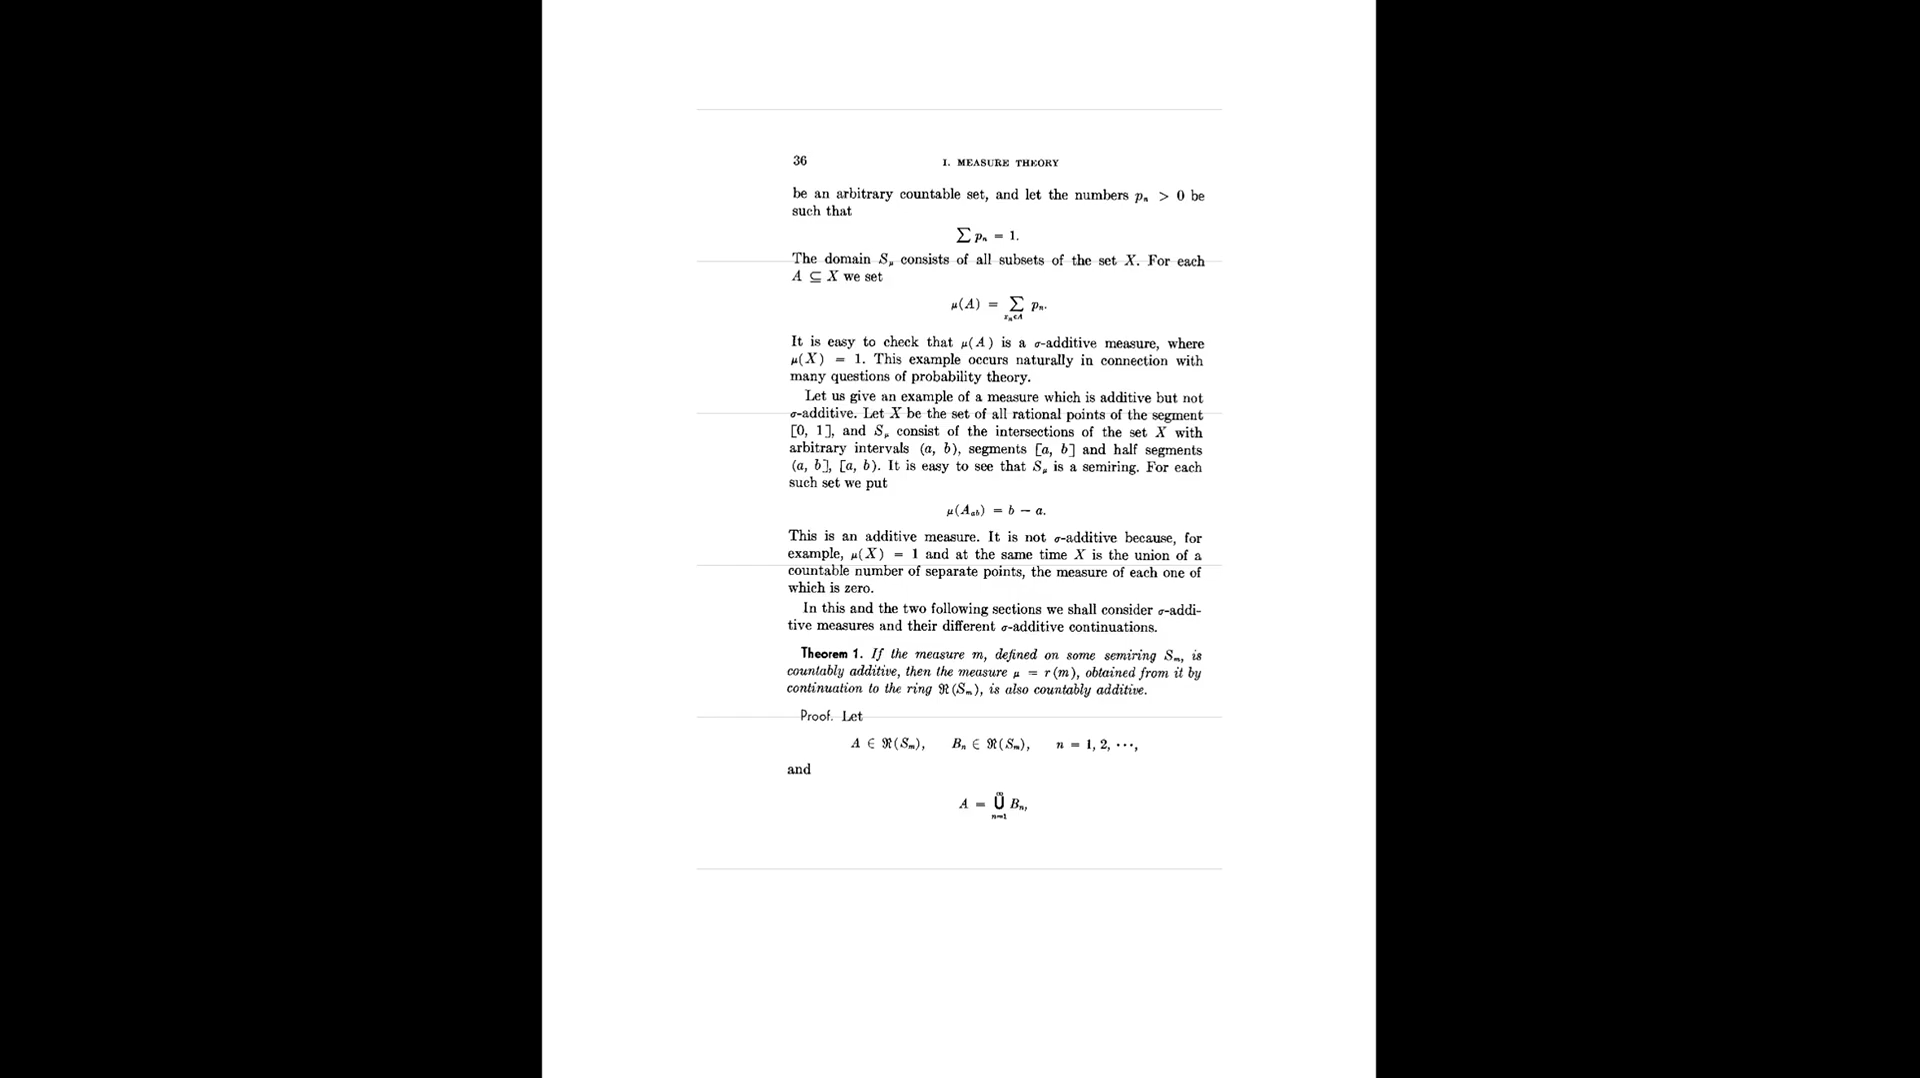 36 I. MEASURE THEORY
be an arbitrary countable set, and let the numbers pₙ > 0 be
such that
∑ pₙ = 1.
The domain S_μ consists of all subsets of the set X. For each
A ⊆ X we set
μ(A) = ∑_{xₙ∈A} pₙ.
It is easy to check that μ(A) is a σ-additive measure, where
μ(X) = 1. This example occurs naturally in connection with
many questions of probability theory.
Let us give an example of a measure which is additive but not
σ-additive. Let X be the set of all rational points of the segment
[0, 1], and S_μ consist of the intersections of the set X with
arbitrary intervals (a, b), segments [a, b] and half segments
(a, b], [a, b). It is easy to see that S_μ is a semiring. For each
such set we put
μ(A_{ab}) = b − a.
This is an additive measure. It is not σ-additive because, for
example, μ(X) = 1 and at the same time X is the union of a
countable number of separate points, the measure of each one of
which is zero.
In this and the two following sections we shall consider σ-addi-
tive measures and their different σ-additive continuations.
Theorem 1. If the measure m, defined on some semiring Sₘ, is
countably additive, then the measure μ = r(m), obtained from it by
continuation to the ring ℜ(Sₘ), is also countably additive.
Proof. Let
A ∈ ℜ(Sₘ), Bₙ ∈ ℜ(Sₘ), n = 1, 2, ⋯,
and
A = ⋃_{n=1}^{∞} Bₙ,